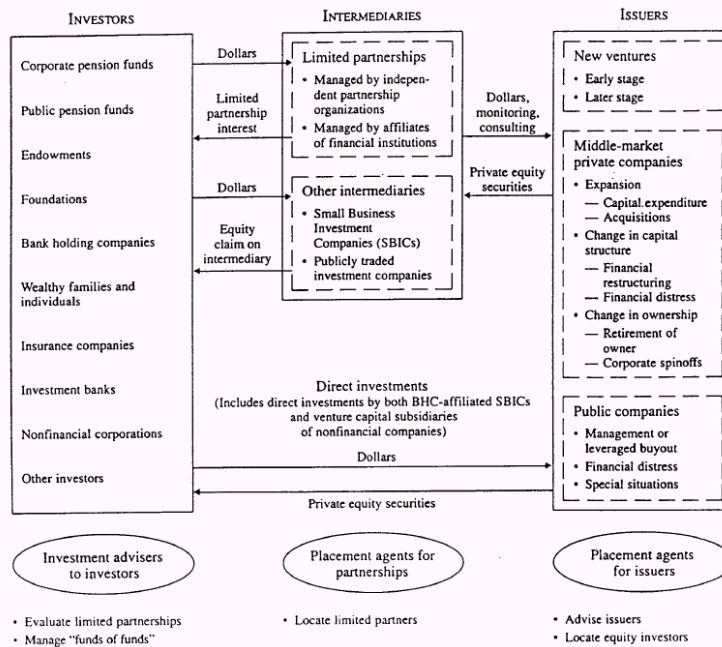 INVESTORS
Corporate pension funds
Public pension funds
Endowments
Foundations
Bank holding companies
Wealthy families and
individuals
Insurance companies
Investment banks
Nonfinancial corporations
Other investors
Dollars
Limited
partnership
interest
Dollars
Equity
claim on
intermediary
INTERMEDIARIES
Limited partnerships
• Managed by indepen-
dent partnership
organizations
• Managed by affiliates
of financial institutions
Other intermediaries
• Small Business
Investment
Companies (SBICs)
• Publicly traded
investment companies
Dollars,
monitoring,
consulting
Private equity
securities
ISSUERS
New ventures
• Early stage
• Later stage
Middle-market
private companies
• Expansion
— Capital expenditure
— Acquisitions
• Change in capital
structure
— Financial
restructuring
— Financial distress
• Change in ownership
— Retirement of
owner
— Corporate spinoffs
Public companies
• Management or
leveraged buyout
• Financial distress
• Special situations
Direct investments
(Includes direct investments by both BHC-affiliated SBICs
and venture capital subsidiaries
of nonfinancial companies)
Dollars
Private equity securities
Investment advisers
to investors
• Evaluate limited partnerships
• Manage "funds of funds"
Placement agents for
partnerships
• Locate limited partners
Placement agents
for issuers
• Advise issuers
• Locate equity investors